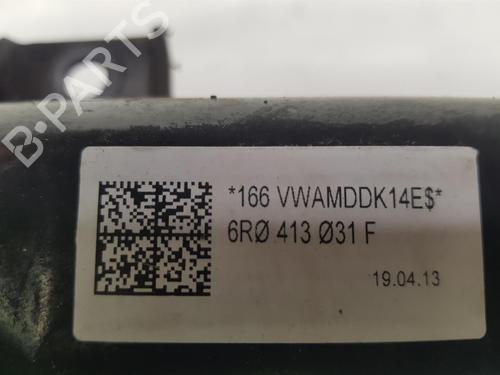 B-PARTS
*166 VWAMDDK14E$*
6RØ 413 Ø31 F
19.04.13